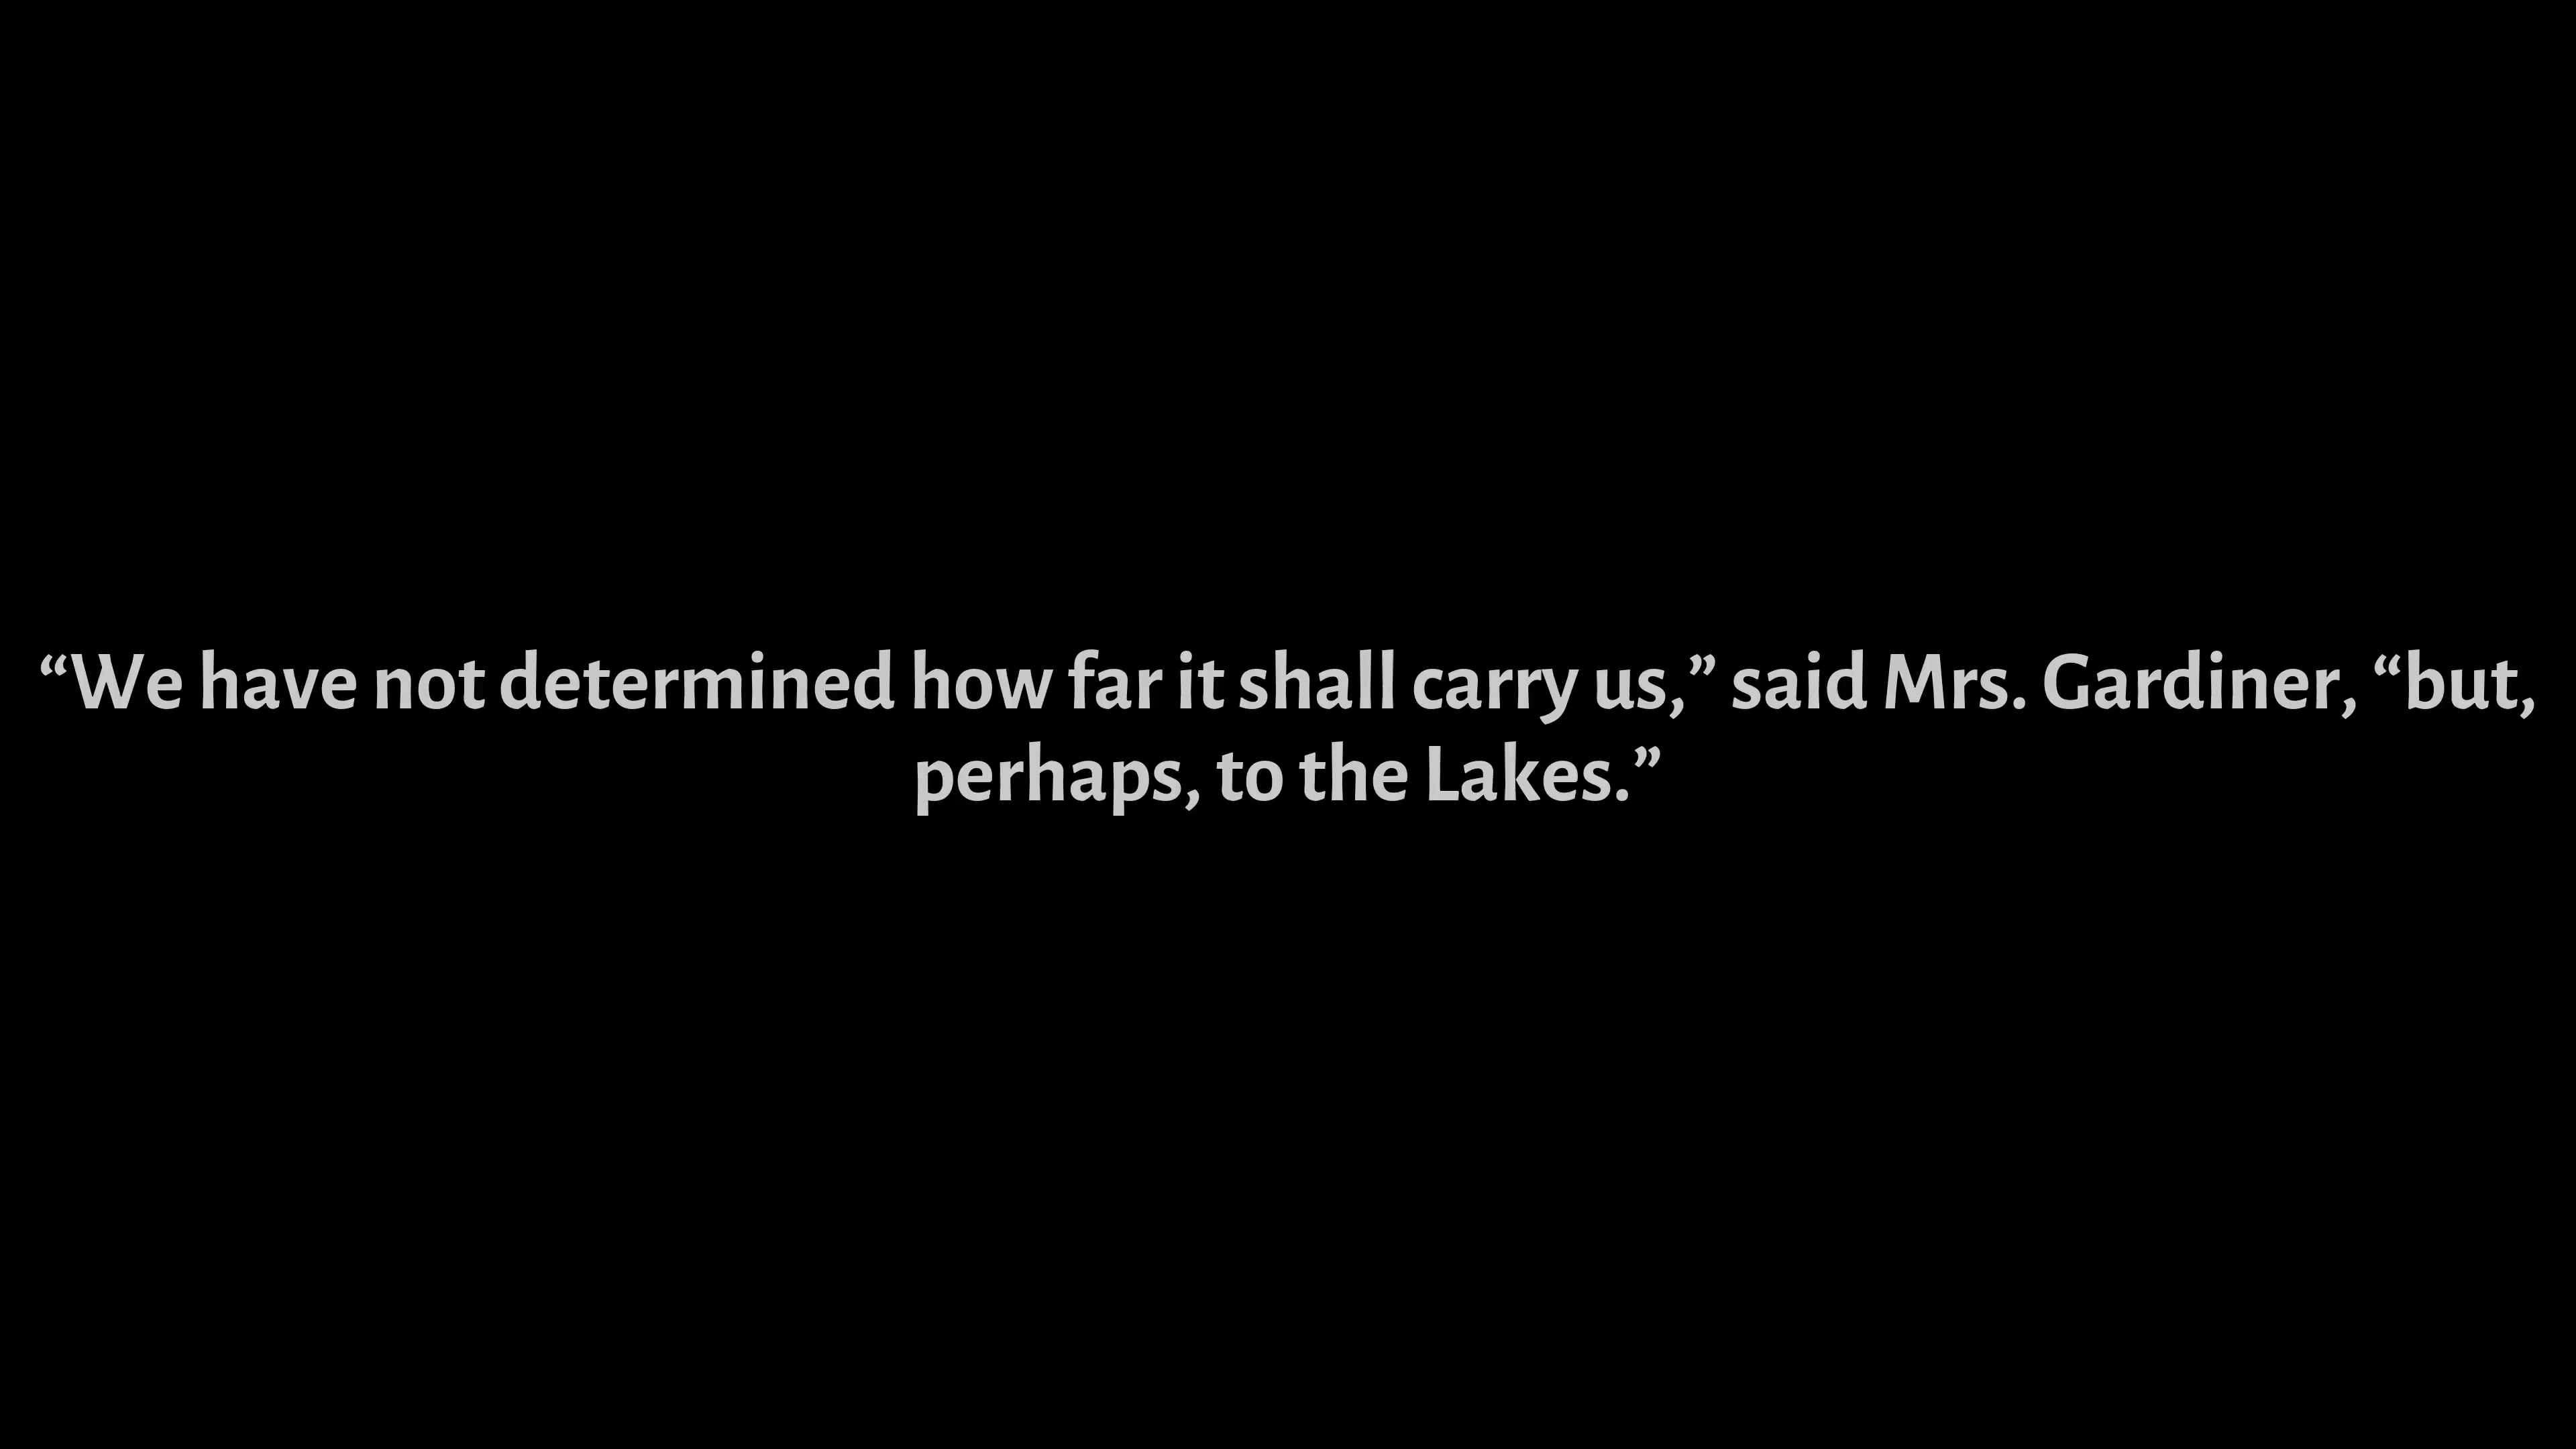 “We have not determined how far it shall carry us,” said Mrs. Gardiner, “but,
perhaps, to the Lakes.”